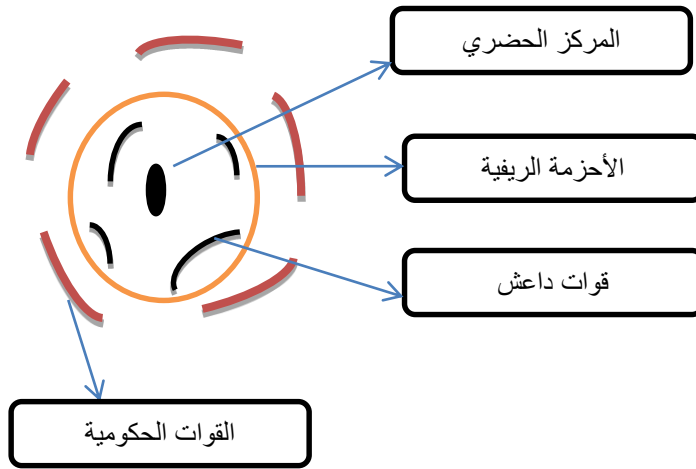 المركز الحضري
الأحزمة الريفية
قوات داعش
القوات الحكومية